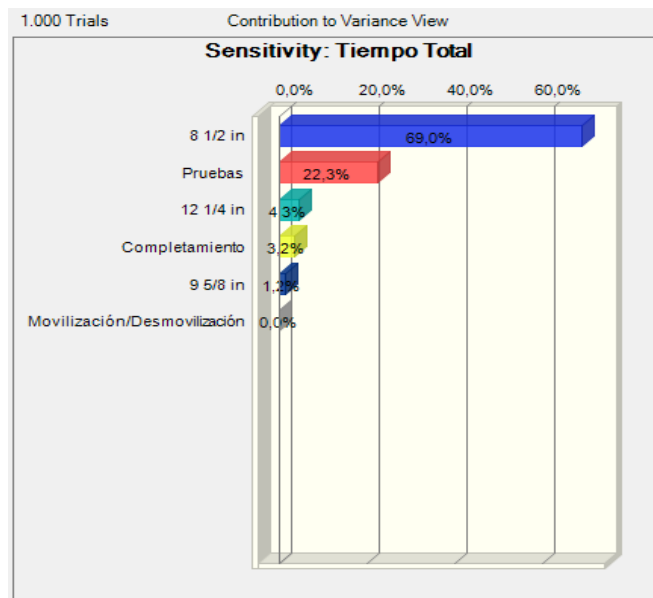 1.000 Trials Contribution to Variance View
Sensitivity: Tiempo Total
0,0% 20,0% 40,0% 60,0%
8 1/2 in 69,0%
Pruebas 22,3%
12 1/4 in 4,3%
Completamiento 3,2%
9 5/8 in 1,2%
Movilización/Desmovilización 0,0%